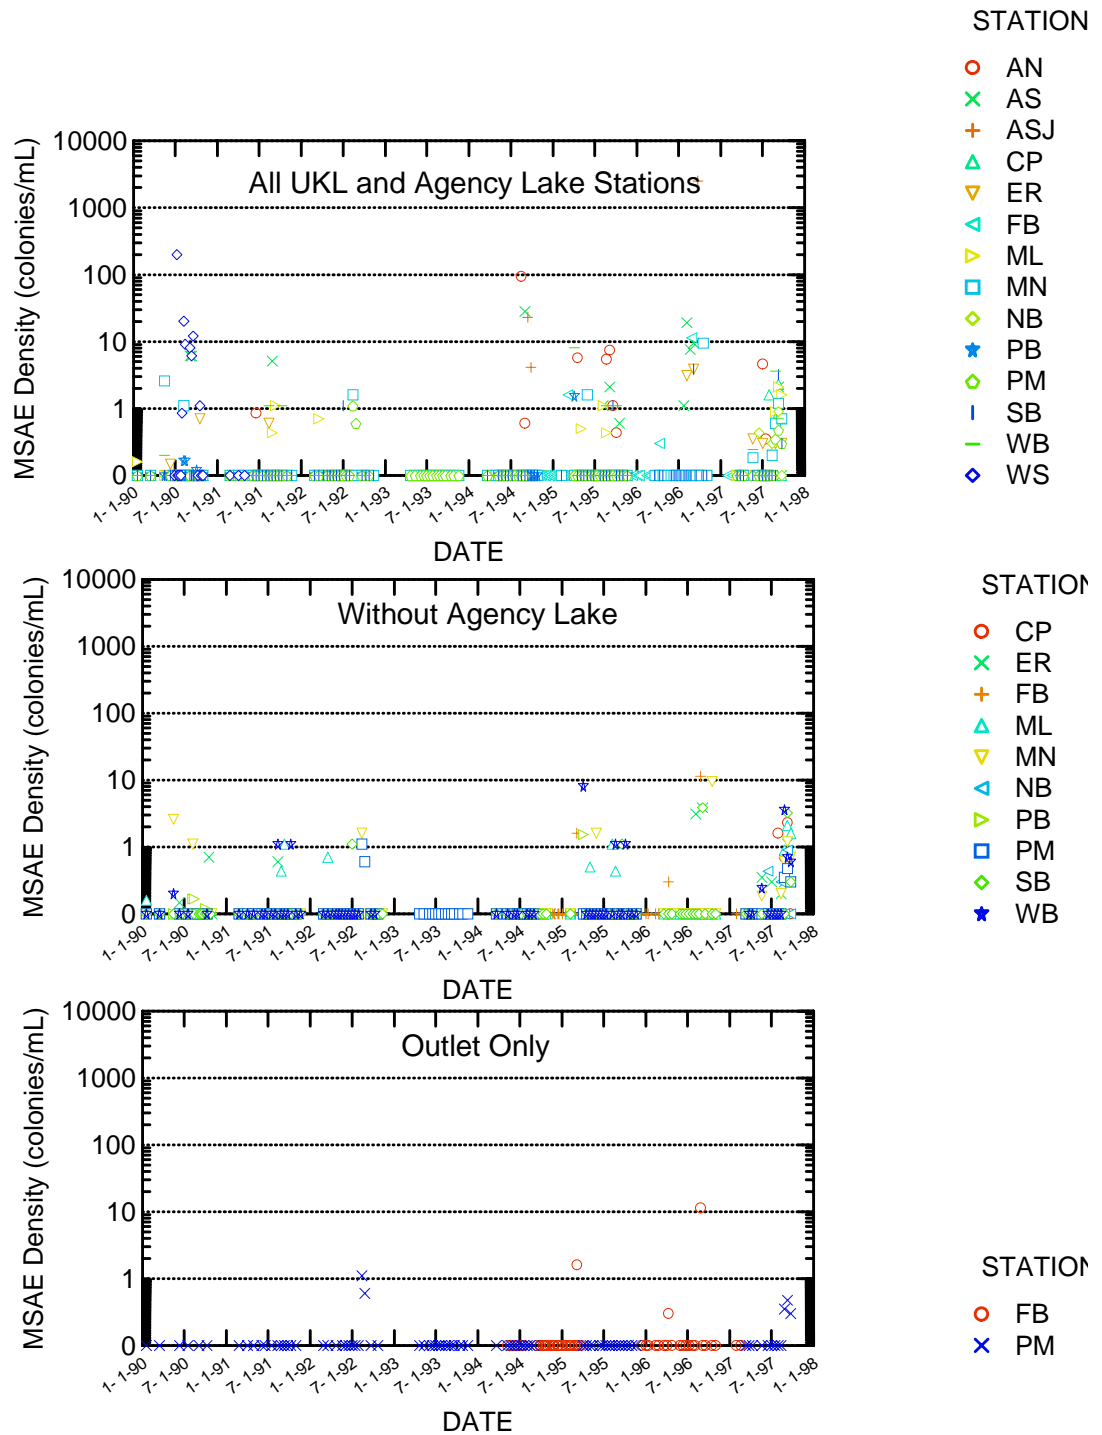 STATION
AN
AS
ASJ
CP
ER
FB
ML
MN
NB
PB
PM
SB
WB
WS
All UKL and Agency Lake Stations
MSAE Density (colonies/mL)
10000
1000
100
10
1
0
1- 1-90
7- 1-90
1- 1-91
7- 1-91
1- 1-92
7- 1-92
1- 1-93
7- 1-93
1- 1-94
7- 1-94
1- 1-95
7- 1-95
1- 1-96
7- 1-96
1- 1-97
7- 1-97
1- 1-98
DATE
Without Agency Lake
MSAE Density (colonies/mL)
10000
1000
100
10
1
0
1- 1-90
7- 1-90
1- 1-91
7- 1-91
1- 1-92
7- 1-92
1- 1-93
7- 1-93
1- 1-94
7- 1-94
1- 1-95
7- 1-95
1- 1-96
7- 1-96
1- 1-97
7- 1-97
1- 1-98
DATE
STATION
CP
ER
FB
ML
MN
NB
PB
PM
SB
WB
Outlet Only
MSAE Density (colonies/mL)
10000
1000
100
10
1
0
1- 1-90
7- 1-90
1- 1-91
7- 1-91
1- 1-92
7- 1-92
1- 1-93
7- 1-93
1- 1-94
7- 1-94
1- 1-95
7- 1-95
1- 1-96
7- 1-96
1- 1-97
7- 1-97
1- 1-98
DATE
STATION
FB
PM